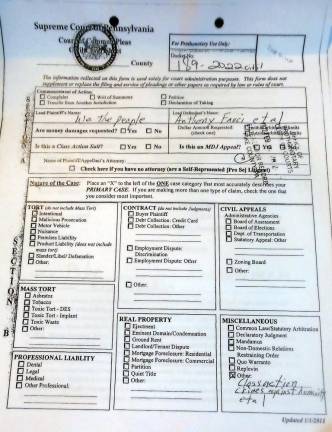 Supreme Court of Pennsylvania
Court of Common Pleas
County
For Prothonotary Use Only:
Docket No:
189-2022 Civil
The information collected on this form is used solely for court administration purposes. This form does not
supplement or replace the filing and service of pleadings or other papers as required by law or rules of court.
Commencement of Action:
Complaint Writ of Summons Petition
Transfer from Another Jurisdiction Declaration of Taking
Lead Plaintiff's Name:
We the People
Lead Defendant's Name:
Anthony et al
Are money damages requested? Yes No
Dollar Amount Requested:
(check one)
Is this a Class Action Suit? Yes No
Is this an MDJ Appeal? Yes
Name of Plaintiff/Appellant's Attorney:
Check here if you have no attorney (are a Self-Represented [Pro Se] Litigant)
Nature of the Case: Place an "X" to the left of the ONE case category that most accurately describes your
PRIMARY CASE. If you are making more than one type of claim, check the one that
you consider most important.
SECTION
B
TORT (do not include Mass Tort)
Intentional
Malicious Prosecution
Motor Vehicle
Nuisance
Premises Liability
Product Liability (does not include
mass tort)
Slander/Libel/ Defamation
Other:
MASS TORT
Asbestos
Tobacco
Toxic Tort - DES
Toxic Tort - Implant
Toxic Waste
Other:
PROFESSIONAL LIABLITY
Dental
Legal
Medical
Other Professional:
CONTRACT (do not include Judgments)
Buyer Plaintiff
Debt Collection: Credit Card
Debt Collection: Other
Employment Dispute:
Discrimination
Employment Dispute: Other
Other:
REAL PROPERTY
Ejectment
Eminent Domain/Condemnation
Ground Rent
Landlord/Tenant Dispute
Mortgage Foreclosure: Residential
Mortgage Foreclosure: Commercial
Partition
Quiet Title
Other:
CIVIL APPEALS
Administrative Agencies
Board of Assessment
Board of Elections
Dept. of Transportation
Statutory Appeal: Other
Zoning Board
Other:
MISCELLANEOUS
Common Law/Statutory Arbitration
Declaratory Judgment
Mandamus
Non-Domestic Relations
Restraining Order
Quo Warranto
Replevin
Other:
Class action
Crimes against humanity
et al
Updated 1/1/2011